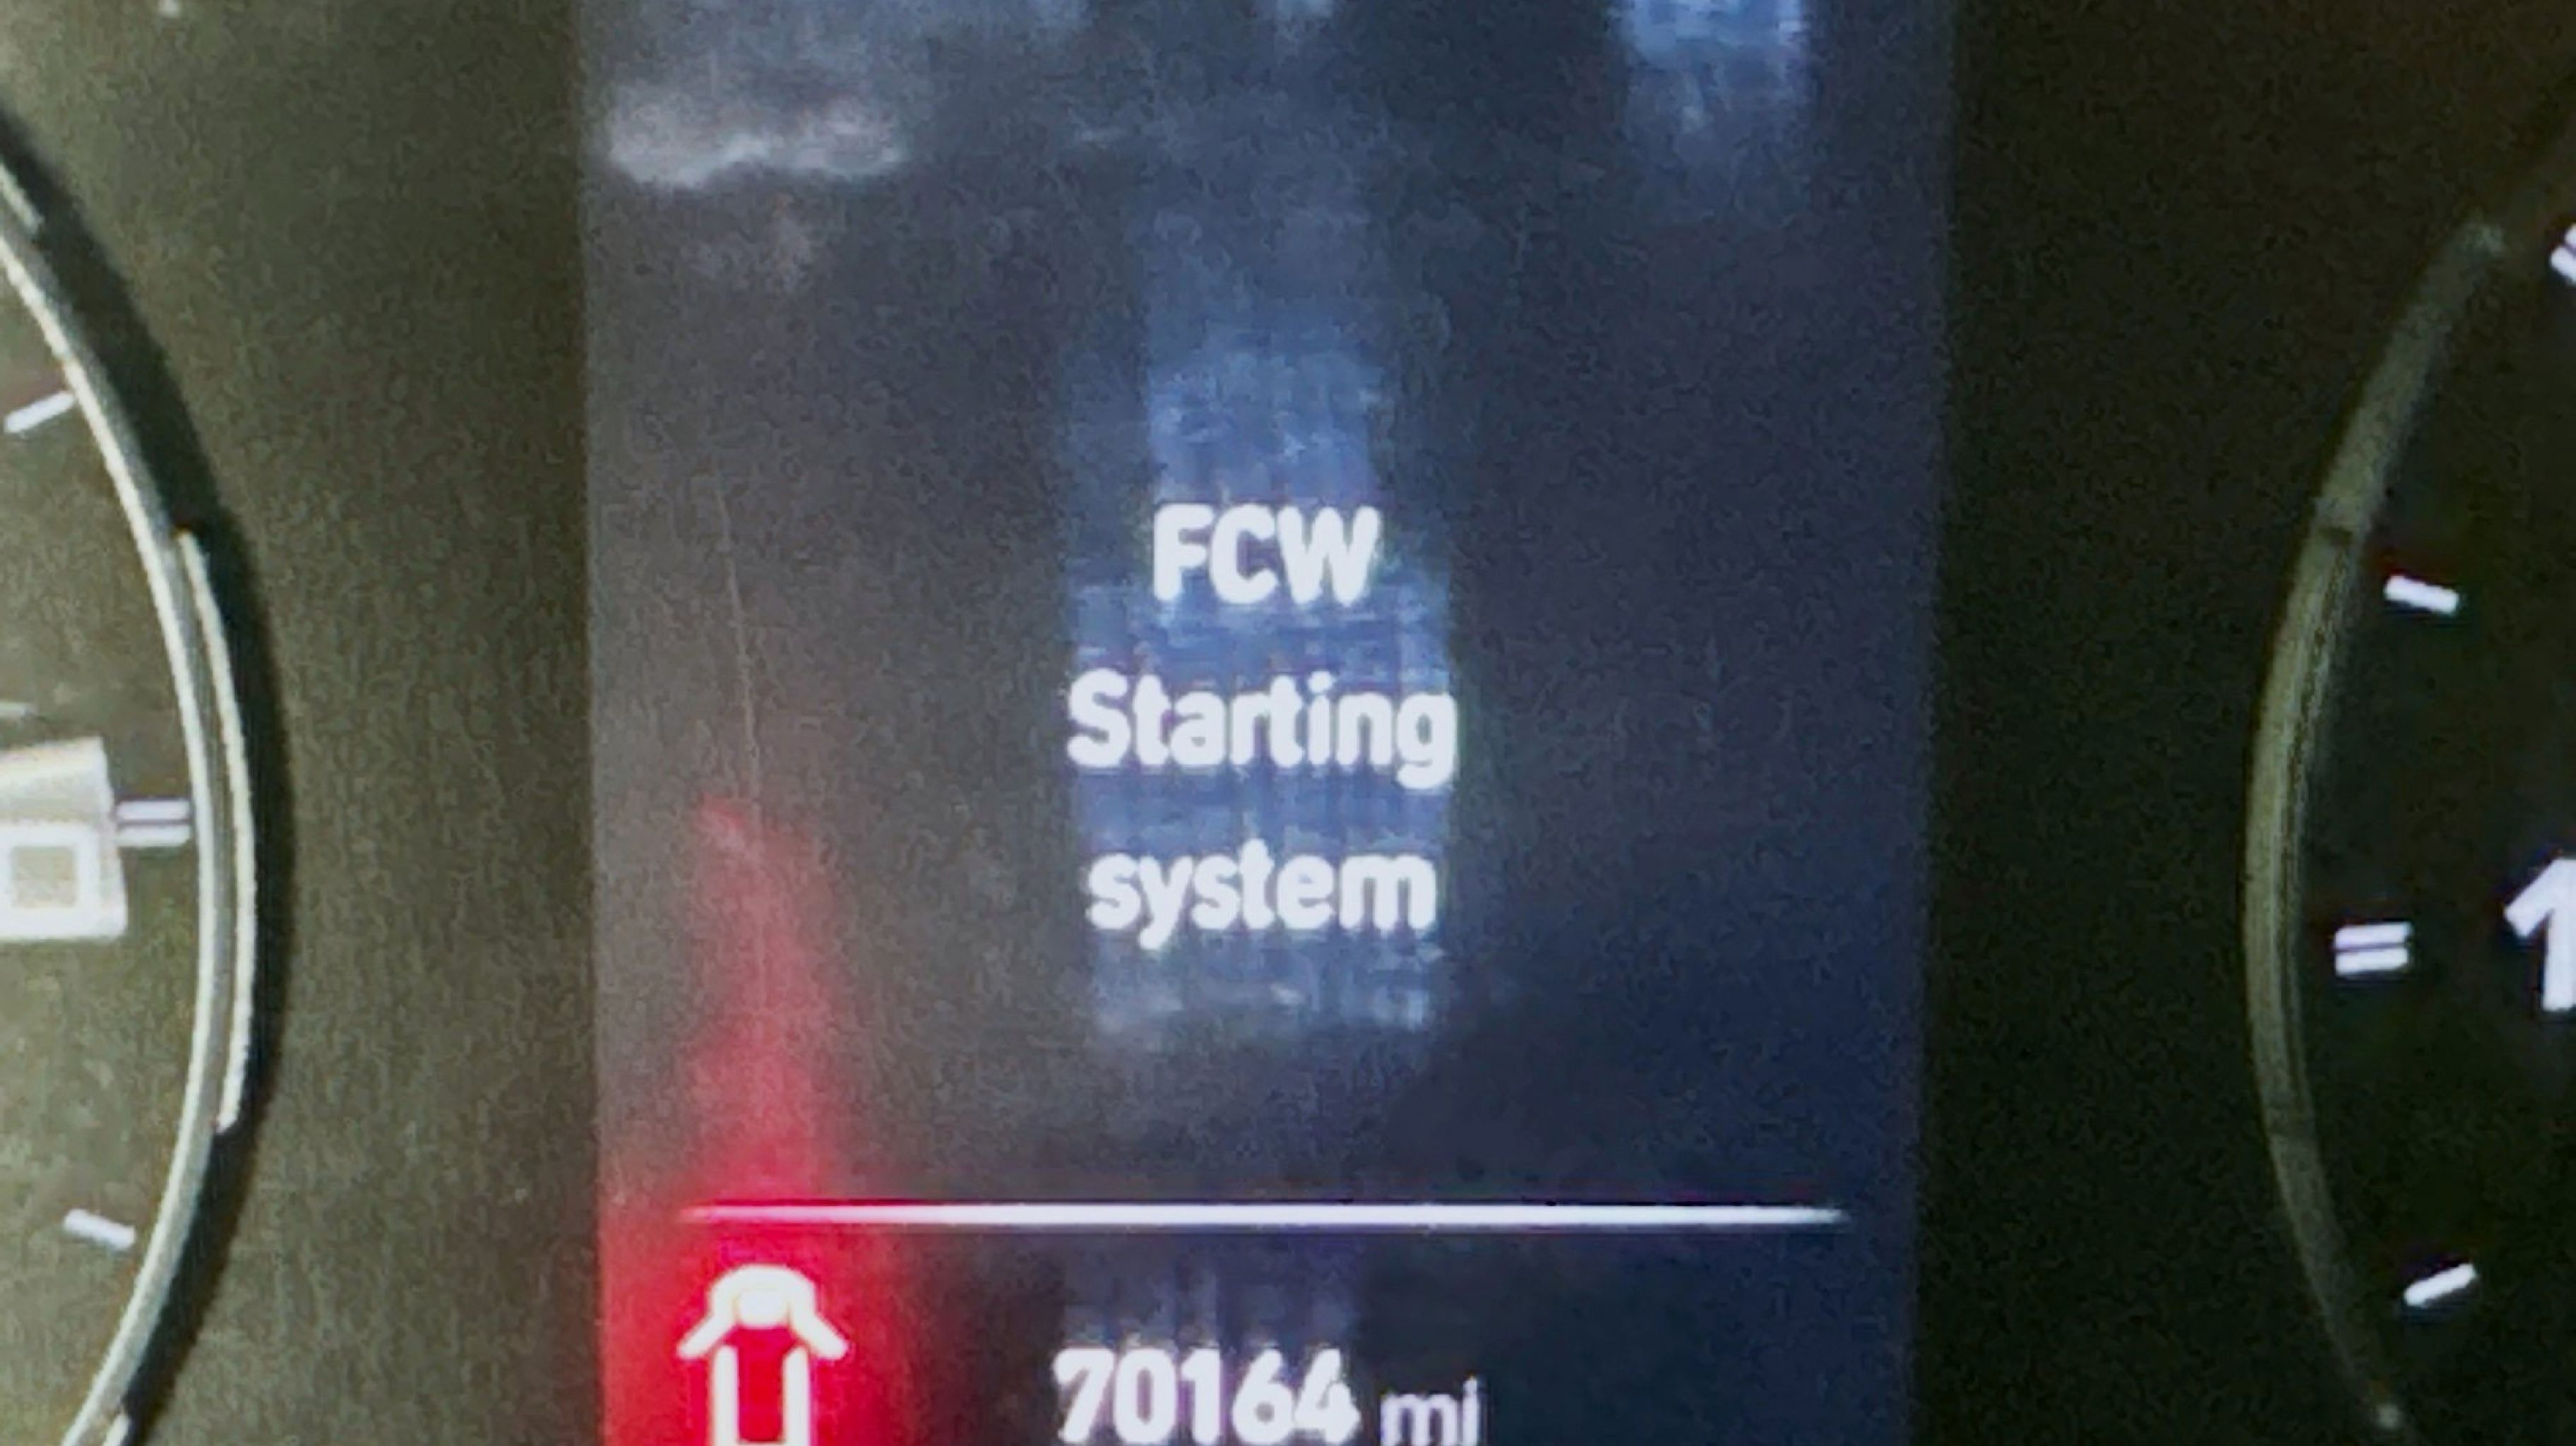 FCW
Starting
system
70164 mi